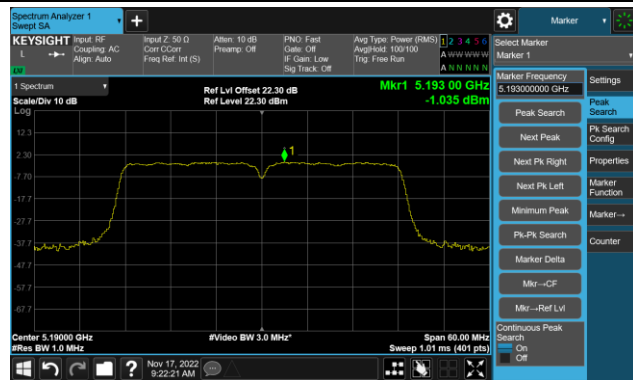 Spectrum Analyzer 1
Swept SA
Marker
KEYSIGHT
L
Input: RF
Coupling: AC
Align: Auto
Input Z: 50 Ω
Corr CCorr
Freq Ref: Int (S)
Atten: 10 dB
Preamp: Off
PNO: Fast
Gate: Off
IF Gain: Low
Sig Track: Off
Avg Type: Power (RMS)
Avg|Hold: 100/100
Trig: Free Run
1 2 3 4 5 6
A W W W W W
A N N N N N
Select Marker
Marker 1
1 Spectrum
Scale/Div 10 dB
Log
Ref Lvl Offset 22.30 dB
Ref Level 22.30 dBm
Mkr1 5.193 00 GHz
-1.035 dBm
12.3
2.30
-7.70
-17.7
-27.7
-37.7
-47.7
-57.7
-67.7
1
Center 5.19000 GHz
#Res BW 1.0 MHz
#Video BW 3.0 MHz*
Span 60.00 MHz
Sweep 1.01 ms (401 pts)
Marker Frequency
5.193000000 GHz
Peak Search
Next Peak
Next Pk Right
Next Pk Left
Minimum Peak
Pk-Pk Search
Marker Delta
Mkr→CF
Mkr→Ref Lvl
Continuous Peak
Search
On
Off
Settings
Peak
Search
Pk Search
Config
Properties
Marker
Function
Marker→
Counter
Nov 17, 2022
9:22:21 AM